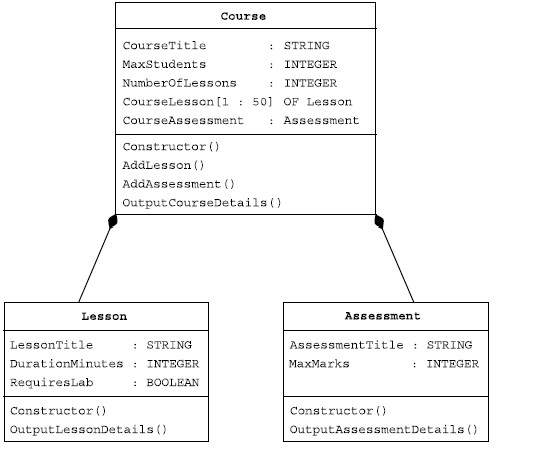 Course
CourseTitle : STRING
MaxStudents : INTEGER
NumberOfLessons : INTEGER
CourseLesson[1 : 50] OF Lesson
CourseAssessment : Assessment
Constructor()
AddLesson()
AddAssessment()
OutputCourseDetails()
Lesson
LessonTitle : STRING
DurationMinutes : INTEGER
RequiresLab : BOOLEAN
Constructor()
OutputLessonDetails()
Assessment
AssessmentTitle : STRING
MaxMarks : INTEGER
Constructor()
OutputAssessmentDetails()